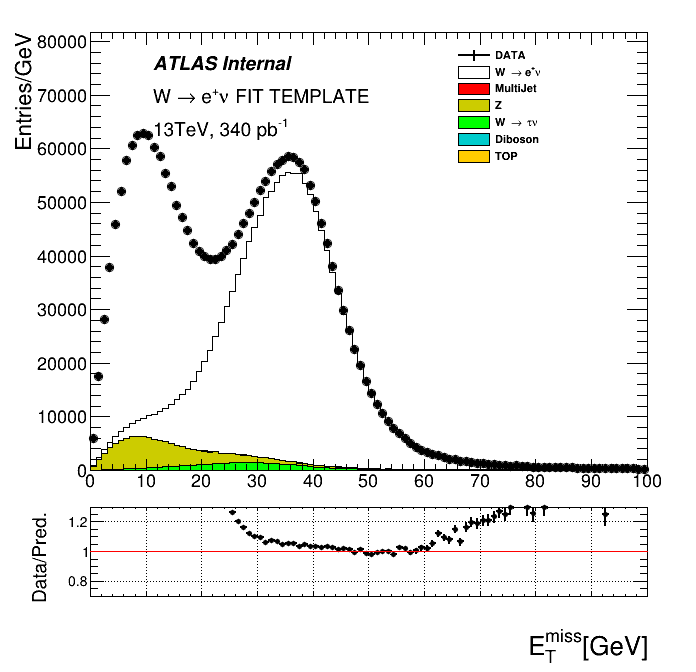 Entries/GeV
80000
70000
60000
50000
40000
30000
20000
10000
0
ATLAS Internal
W → e⁺ν FIT TEMPLATE
13TeV, 340 pb⁻¹
DATA
W → e⁺ν
MultiJet
Z
W → τν
Diboson
TOP
0 10 20 30 40 50 60 70 80 90 100
Data/Pred.
1.2
1
0.8
E_T^miss[GeV]